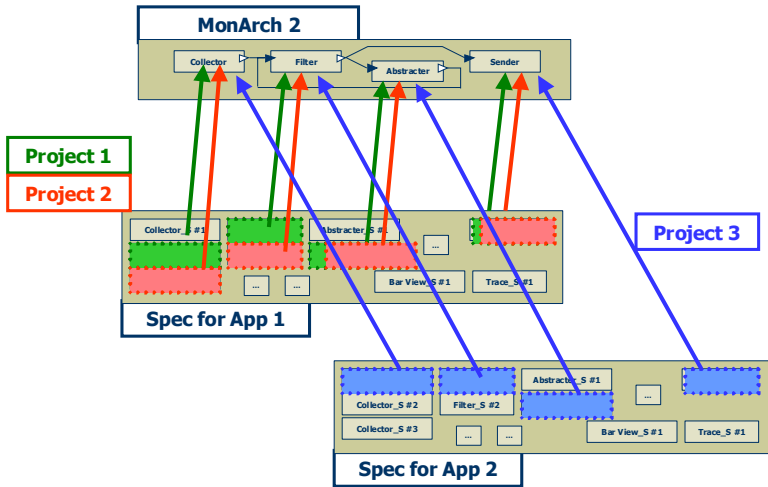 MonArch 2
Collector
Filter
Abstracter
Sender
Project 1
Project 2
Project 3
Collector_S #1
Abstracter_S #1
...
... ...
Bar View_S #1
Trace_S #1
Spec for App 1
Abstracter_S #1
...
Collector_S #2
Filter_S #2
Collector_S #3
... ...
Bar View_S #1
Trace_S #1
Spec for App 2